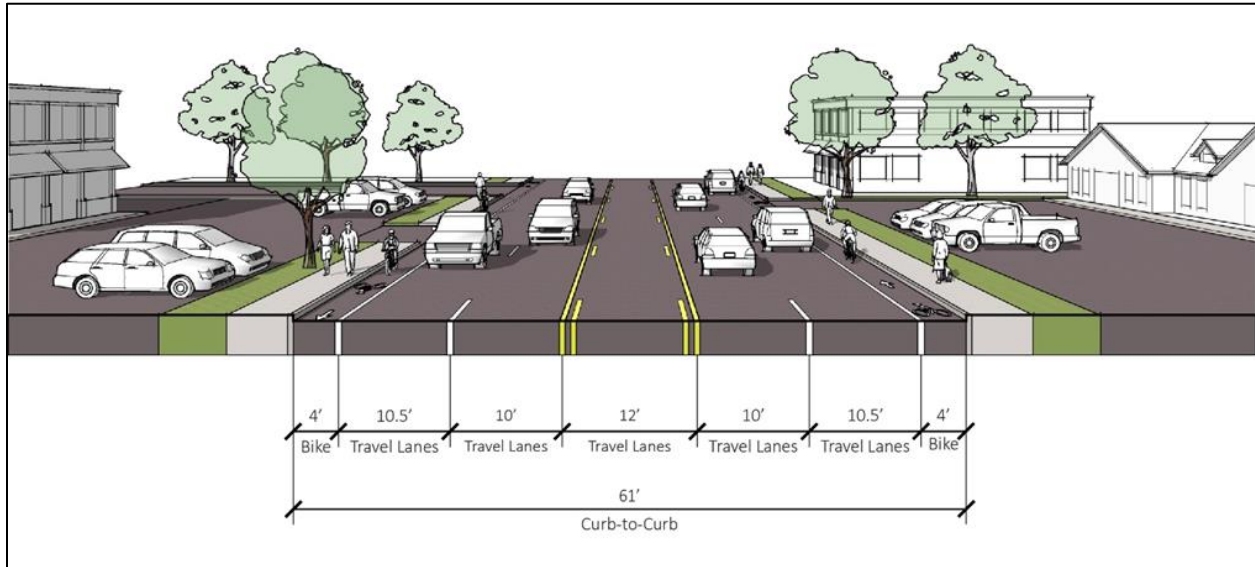 4’ 10.5’ 10’ 12’ 10’ 10.5’ 4’
Bike Travel Lanes Travel Lanes Travel Lanes Travel Lanes Travel Lanes Bike
61’
Curb-to-Curb